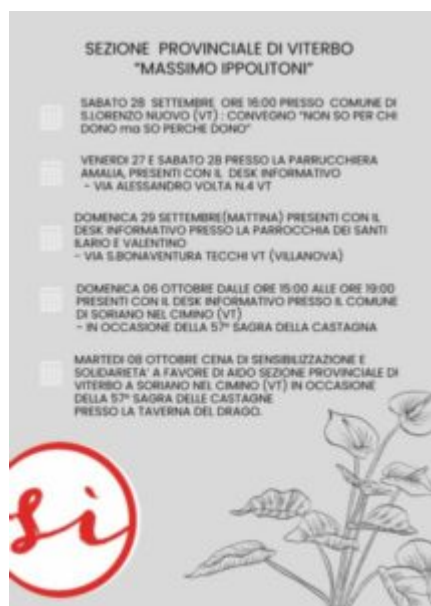 SEZIONE PROVINCIALE DI VITERBO
"MASSIMO IPPOLITONI"
SABATO 28 SETTEMBRE ORE 16:00 PRESSO COMUNE DI
S.LORENZO NUOVO (VT) : CONVEGNO "NON SO PER CHI
DONO ma SO PERCHE DONO"
VENERDI 27 E SABATO 28 PRESSO LA PARRUCCHIERA
AMALIA, PRESENTI CON IL DESK INFORMATIVO
- VIA ALESSANDRO VOLTA N.4 VT
DOMENICA 29 SETTEMBRE(MATTINA) PRESENTI CON IL
DESK INFORMATIVO PRESSO LA PARROCCHIA DEI SANTI
ILARIO E VALENTINO
- VIA S.BONAVENTURA TECCHI VT (VILLANOVA)
DOMENICA 06 OTTOBRE DALLE ORE 15:00 ALLE ORE 19:00
PRESENTI CON IL DESK INFORMATIVO PRESSO IL COMUNE
DI SORIANO NEL CIMINO (VT)
- IN OCCASIONE DELLA 57° SAGRA DELLA CASTAGNA
MARTEDI 08 OTTOBRE CENA DI SENSIBILIZZAZIONE E
SOLIDARIETA' A FAVORE DI AIDO SEZIONE PROVINCIALE DI
VITERBO A SORIANO NEL CIMINO (VT) IN OCCASIONE
DELLA 57° SAGRA DELLE CASTAGNE
PRESSO LA TAVERNA DEL DRAGO.
sì